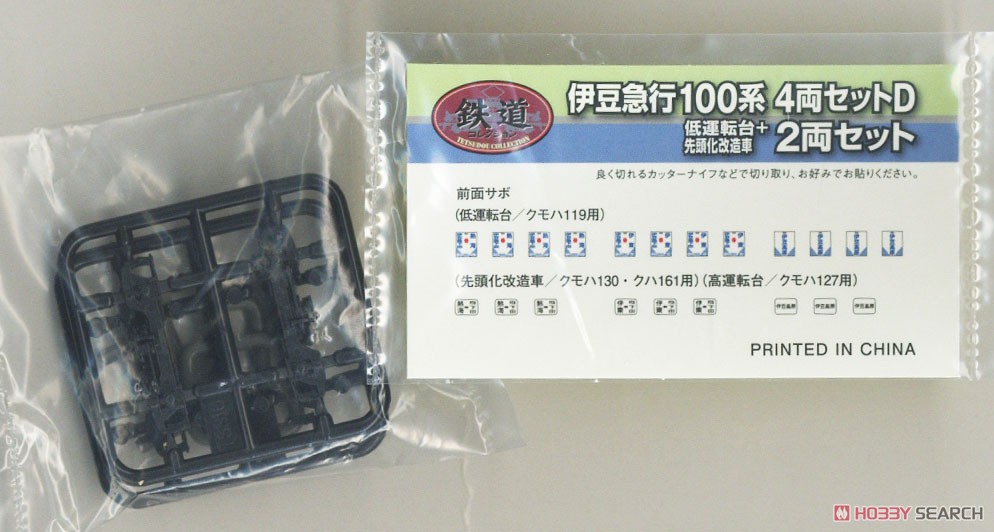 鉄道
コレクション
TETSUDOU COLLECTION
伊豆急行100系 4両セットD
低運転台+
先頭化改造車
2両セット
良く切れるカッターナイフなどで切り取り、お好みでお貼りください。
前面サボ
(低運転台/クモハ119用)
(先頭化改造車/クモハ130・クハ161用)(高運転台/クモハ127用)
伊豆急行 伊豆急行 伊豆急行
PRINTED IN CHINA
HOBBY SEARCH